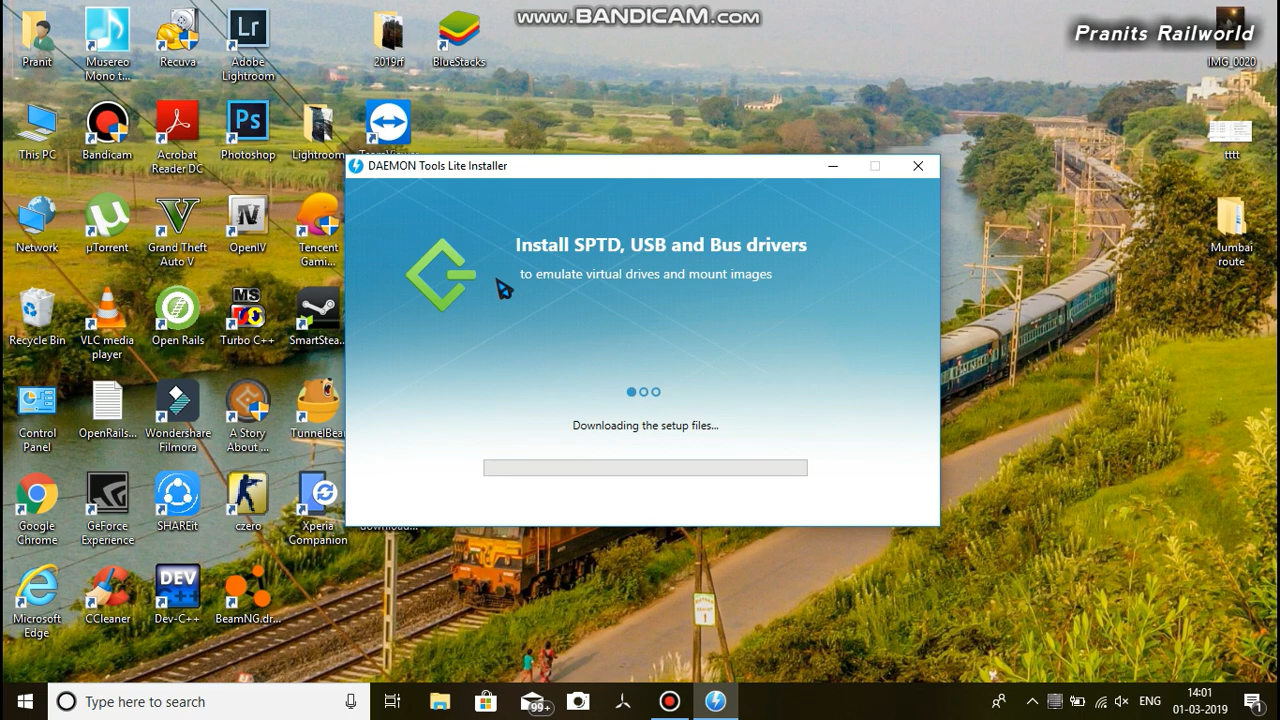 www.BANDICAM.com
Pranits Railworld
Pranit
Musereo
Mono t...
Recuva
Lr
Adobe
Lightroom
2019rf
BlueStacks
IMG_0020
This PC
Bandicam
Acrobat
Reader DC
Ps
Photoshop
Lightroom
tttt
DAEMON Tools Lite Installer
Install SPTD, USB and Bus drivers
to emulate virtual drives and mount images
Downloading the setup files...
Network
µTorrent
Grand Theft
Auto V
IV
OpenIV
Tencent
Gami...
Mumbai
route
Recycle Bin
VLC media
player
Open Rails
MS
Turbo C++
SmartStea...
Control
Panel
OpenRails...
Wondershare
Filmora
A Story
About ...
TunnelBea
Google
Chrome
GeForce
Experience
SHAREit
czero
Xperia
Companion
Microsoft
Edge
CCleaner
DEV
C++
Dev-C++
BeamNG.dr...
Type here to search
99+
ENG
14:01
01-03-2019
1